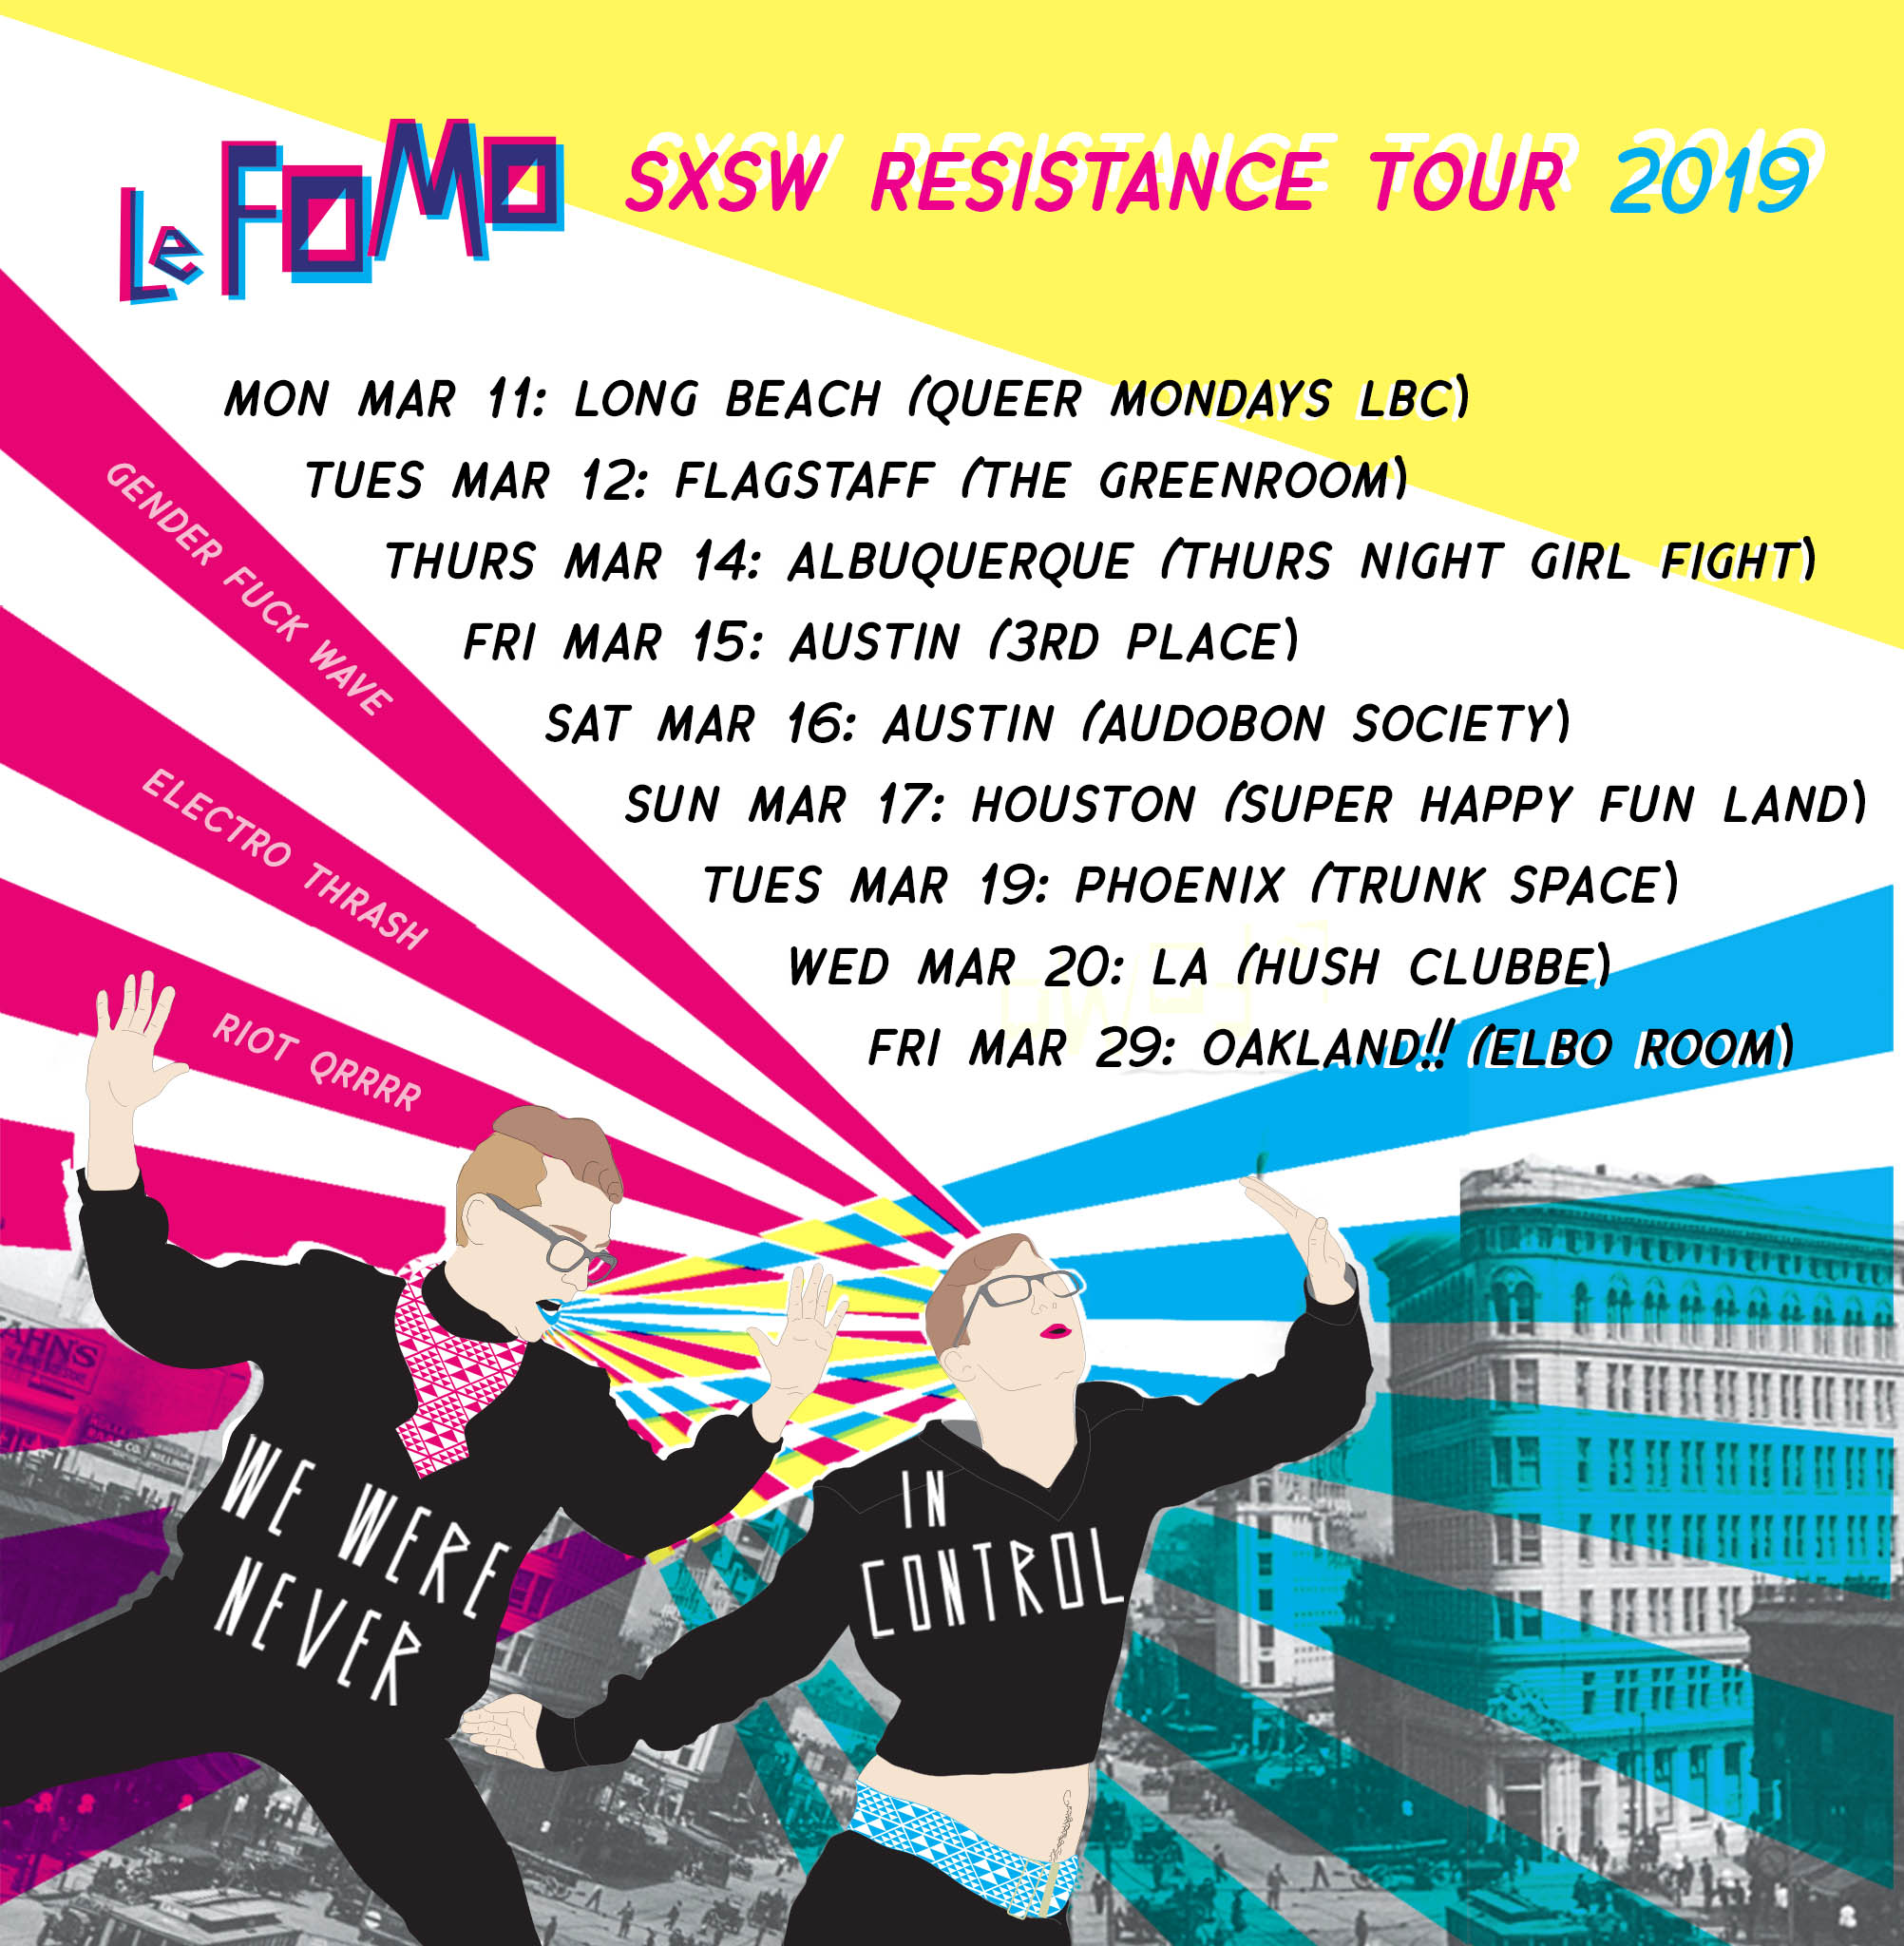 Le FOMO SXSW RESISTANCE TOUR 2019
MON MAR 11: LONG BEACH (QUEER MONDAYS LBC)
TUES MAR 12: FLAGSTAFF (THE GREENROOM)
THURS MAR 14: ALBUQUERQUE (THURS NIGHT GIRL FIGHT)
FRI MAR 15: AUSTIN (3RD PLACE)
SAT MAR 16: AUSTIN (AUDOBON SOCIETY)
SUN MAR 17: HOUSTON (SUPER HAPPY FUN LAND)
TUES MAR 19: PHOENIX (TRUNK SPACE)
WED MAR 20: LA (HUSH CLUBBE)
FRI MAR 29: OAKLAND!! (ELBO ROOM)
GENDER FUCK WAVE
ELECTRO THRASH
RIOT QRRRR
WE WERE
NEVER
IN
CONTROL